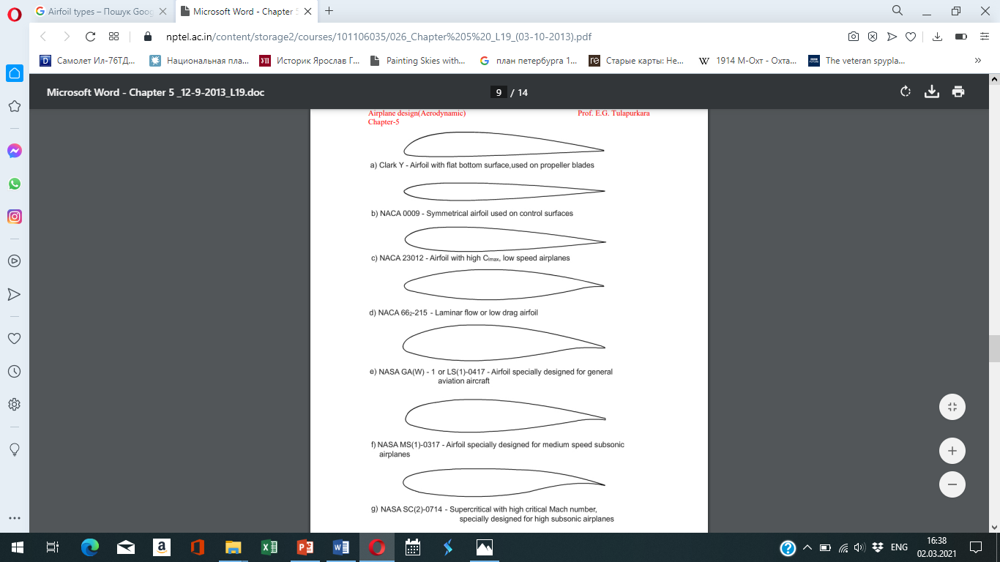 Airfoil types – Пошук Goog
Microsoft Word - Chapter 5
nptel.ac.in/content/storage2/courses/101106035/026_Chapter%205%20_L19_(03-10-2013).pdf
Самолет Ил-76ТД...
Национальная пла...
УП Историк Ярослав Г...
Painting Skies with...
план петербурга 1...
re Старые карты: Не...
W 1914 М-Охт - Охта...
The veteran spypla...
Microsoft Word - Chapter 5 _12-9-2013_L19.doc
9 / 14
Airplane design(Aerodynamic) Prof. E.G. Tulapurkara
Chapter-5
a) Clark Y - Airfoil with flat bottom surface,used on propeller blades
b) NACA 0009 - Symmetrical airfoil used on control surfaces
c) NACA 23012 - Airfoil with high Clmax, low speed airplanes
d) NACA 66₂-215 - Laminar flow or low drag airfoil
e) NASA GA(W) - 1 or LS(1)-0417 - Airfoil specially designed for general
aviation aircraft
f) NASA MS(1)-0317 - Airfoil specially designed for medium speed subsonic
airplanes
g) NASA SC(2)-0714 - Supercritical with high critical Mach number,
specially designed for high subsonic airplanes
ENG
16:38
02.03.2021